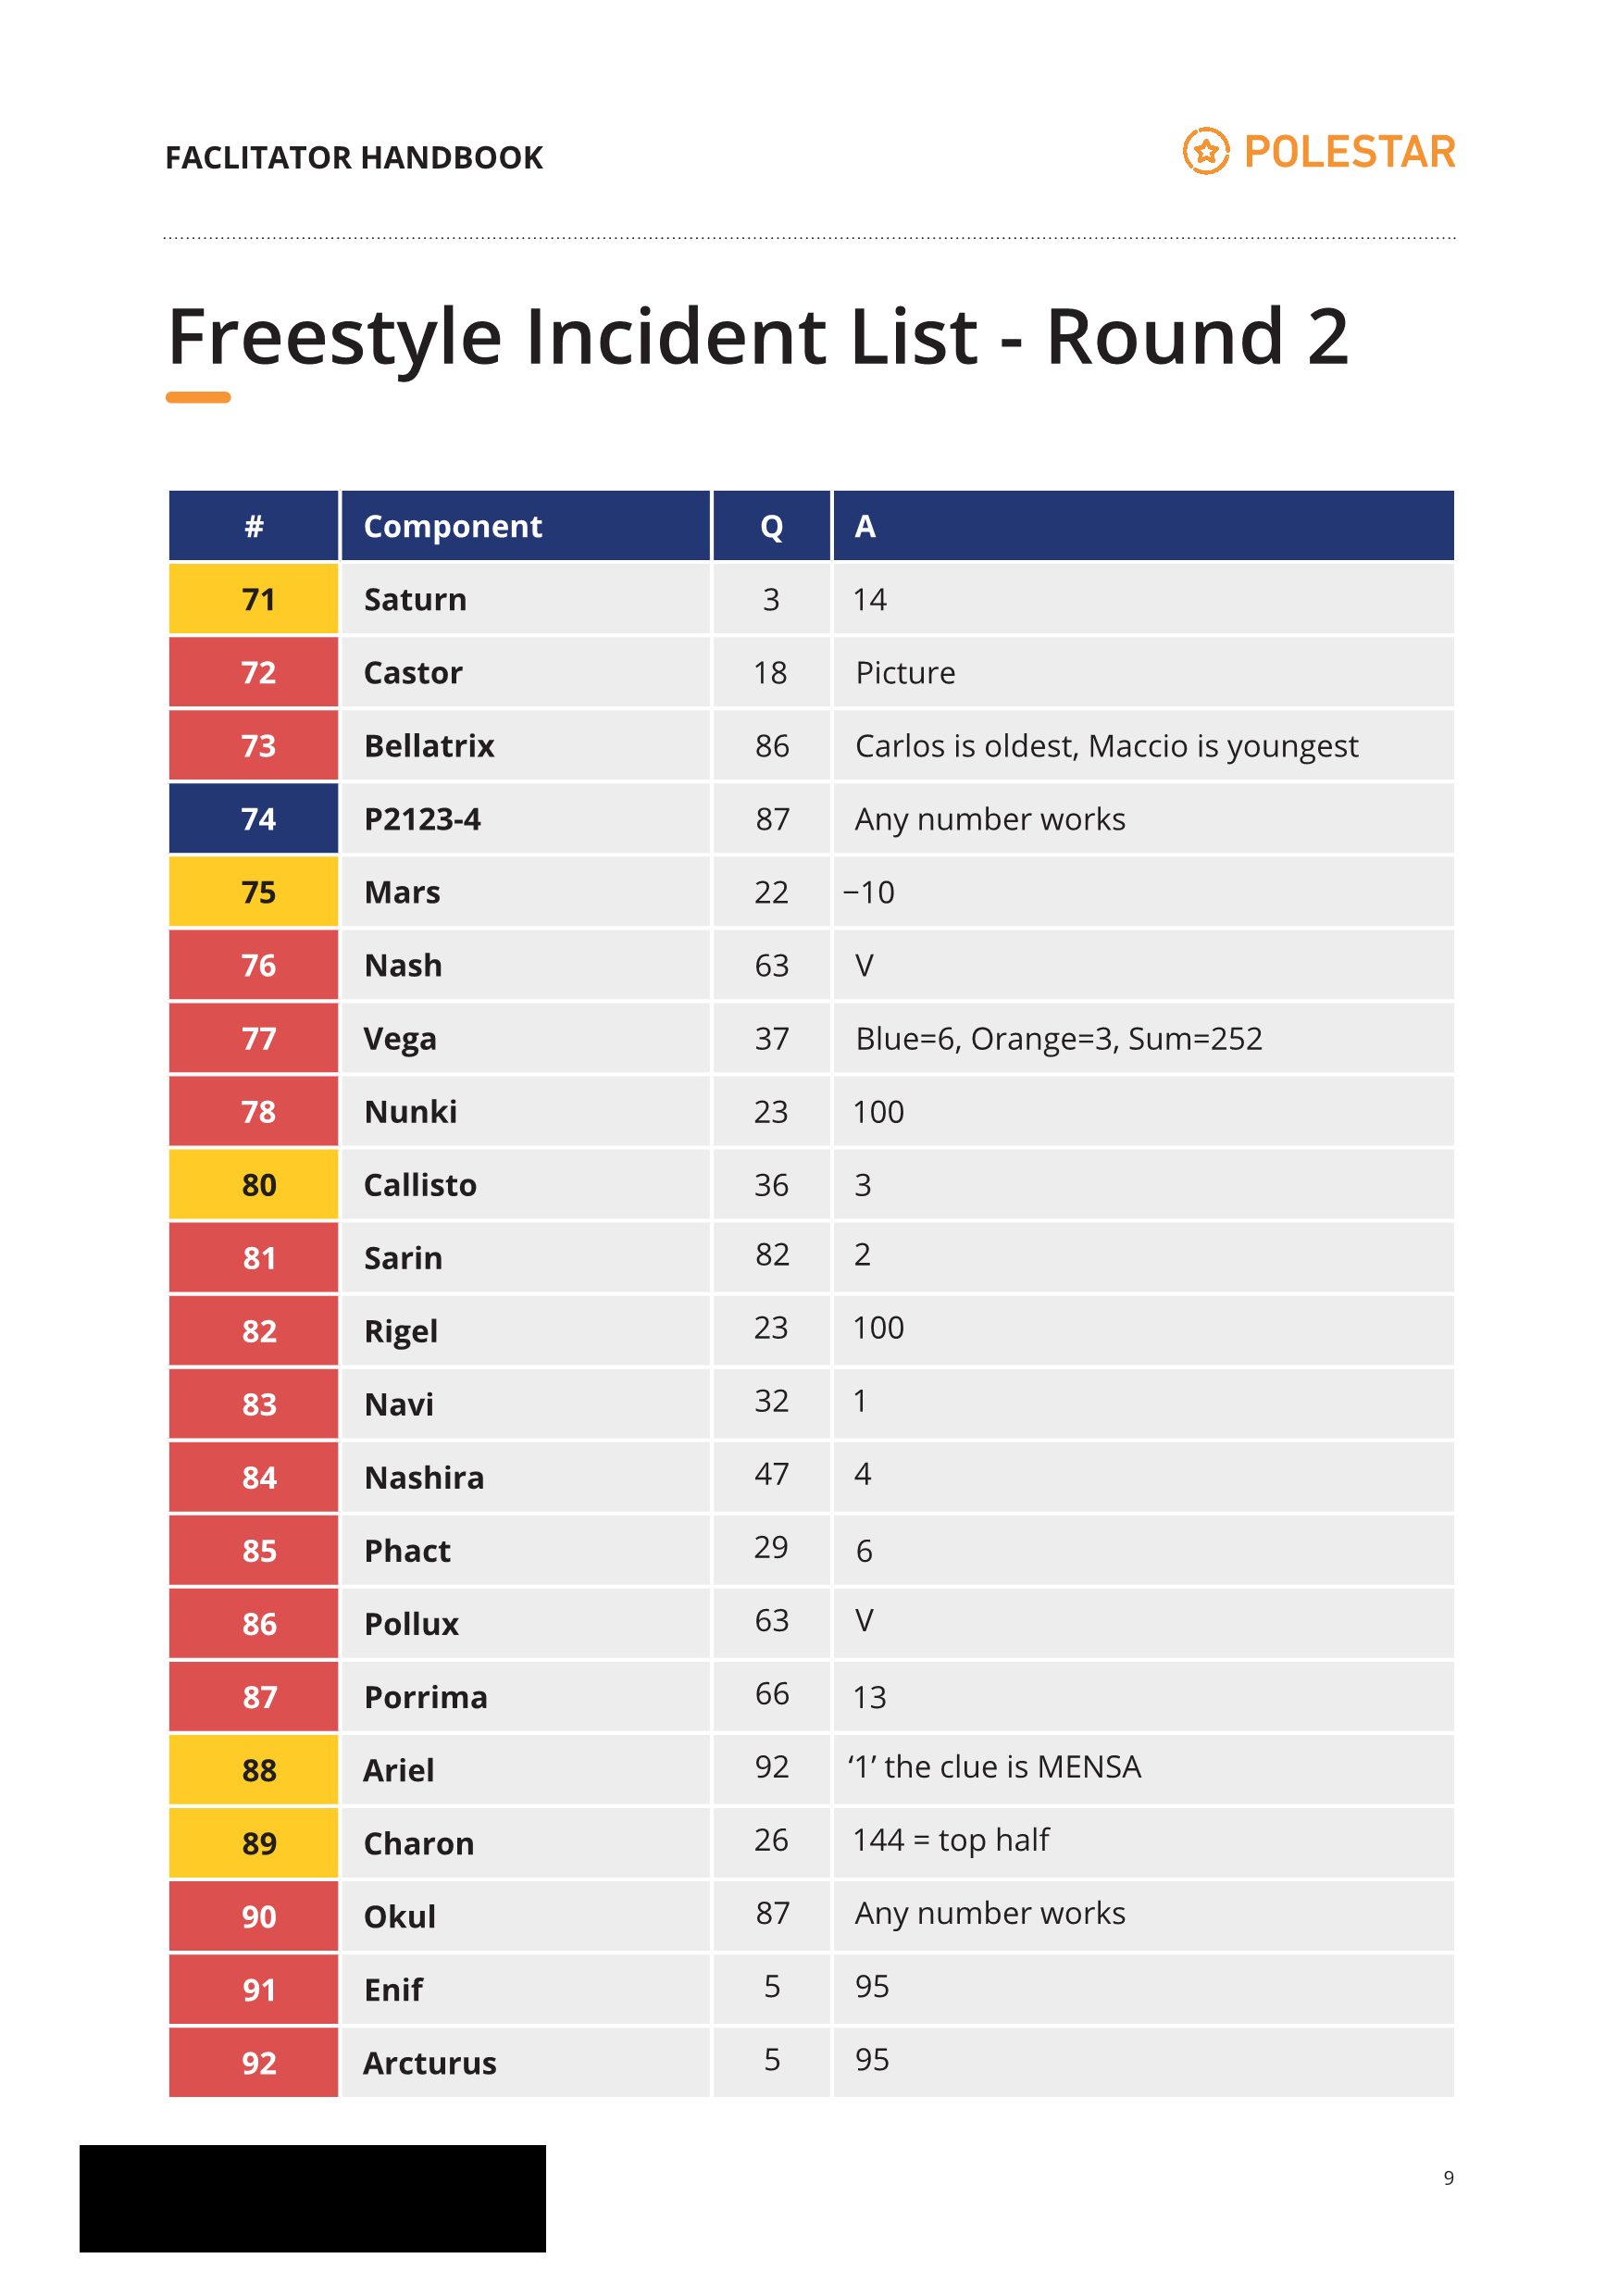 FACLITATOR HANDBOOK
POLESTAR
Freestyle Incident List - Round 2
# Component Q A
71 Saturn 3 14
72 Castor 18 Picture
73 Bellatrix 86 Carlos is oldest, Maccio is youngest
74 P2123-4 87 Any number works
75 Mars 22 −10
76 Nash 63 V
77 Vega 37 Blue=6, Orange=3, Sum=252
78 Nunki 23 100
80 Callisto 36 3
81 Sarin 82 2
82 Rigel 23 100
83 Navi 32 1
84 Nashira 47 4
85 Phact 29 6
86 Pollux 63 V
87 Porrima 66 13
88 Ariel 92 ‘1’ the clue is MENSA
89 Charon 26 144 = top half
90 Okul 87 Any number works
91 Enif 5 95
92 Arcturus 5 95
9